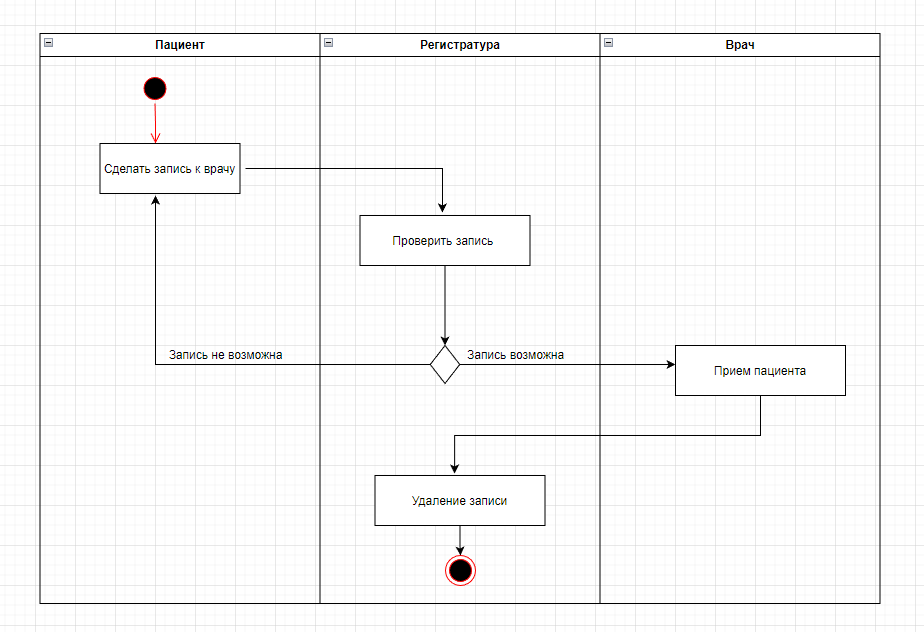 Пациент
Регистратура
Врач
Сделать запись к врачу
Проверить запись
Запись не возможна
Запись возможна
Прием пациента
Удаление записи